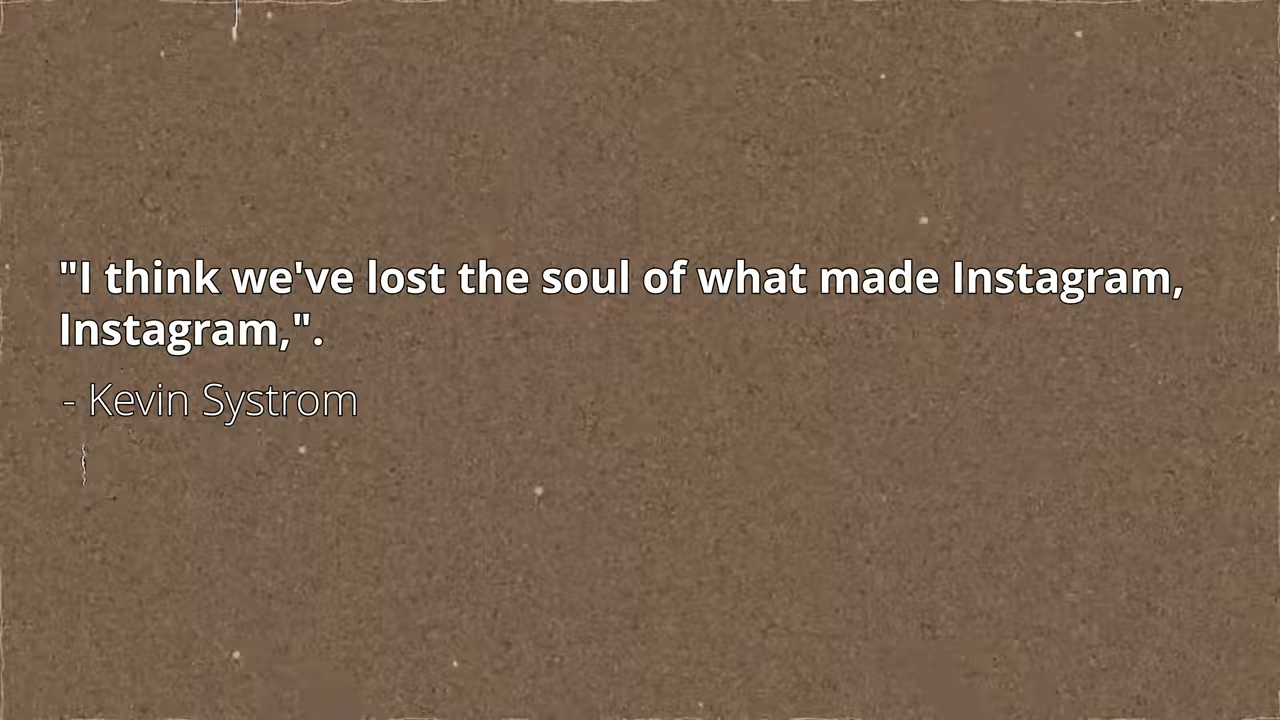 "I think we've lost the soul of what made Instagram,
Instagram,".
- Kevin Systrom